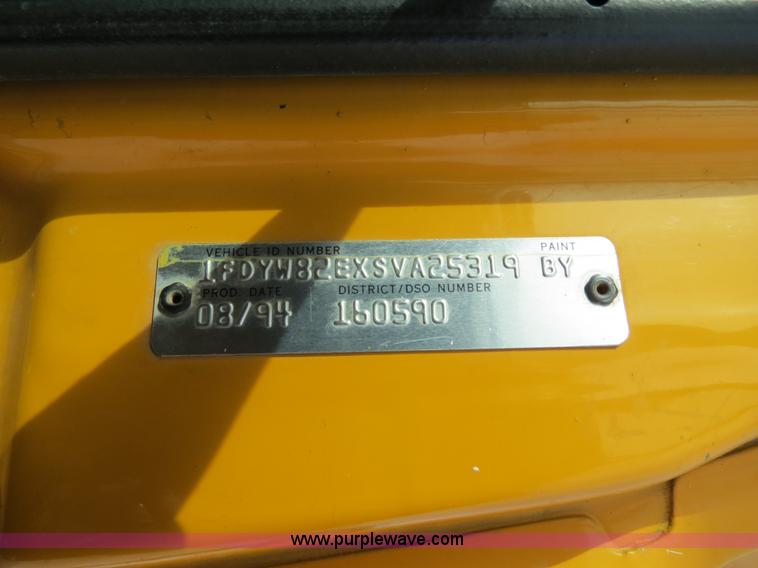 VEHICLE ID NUMBER PAINT
1FDYW82EXSVA25319 BY
PROD. DATE DISTRICT/DSO NUMBER
08/94 160590
www.purplewave.com